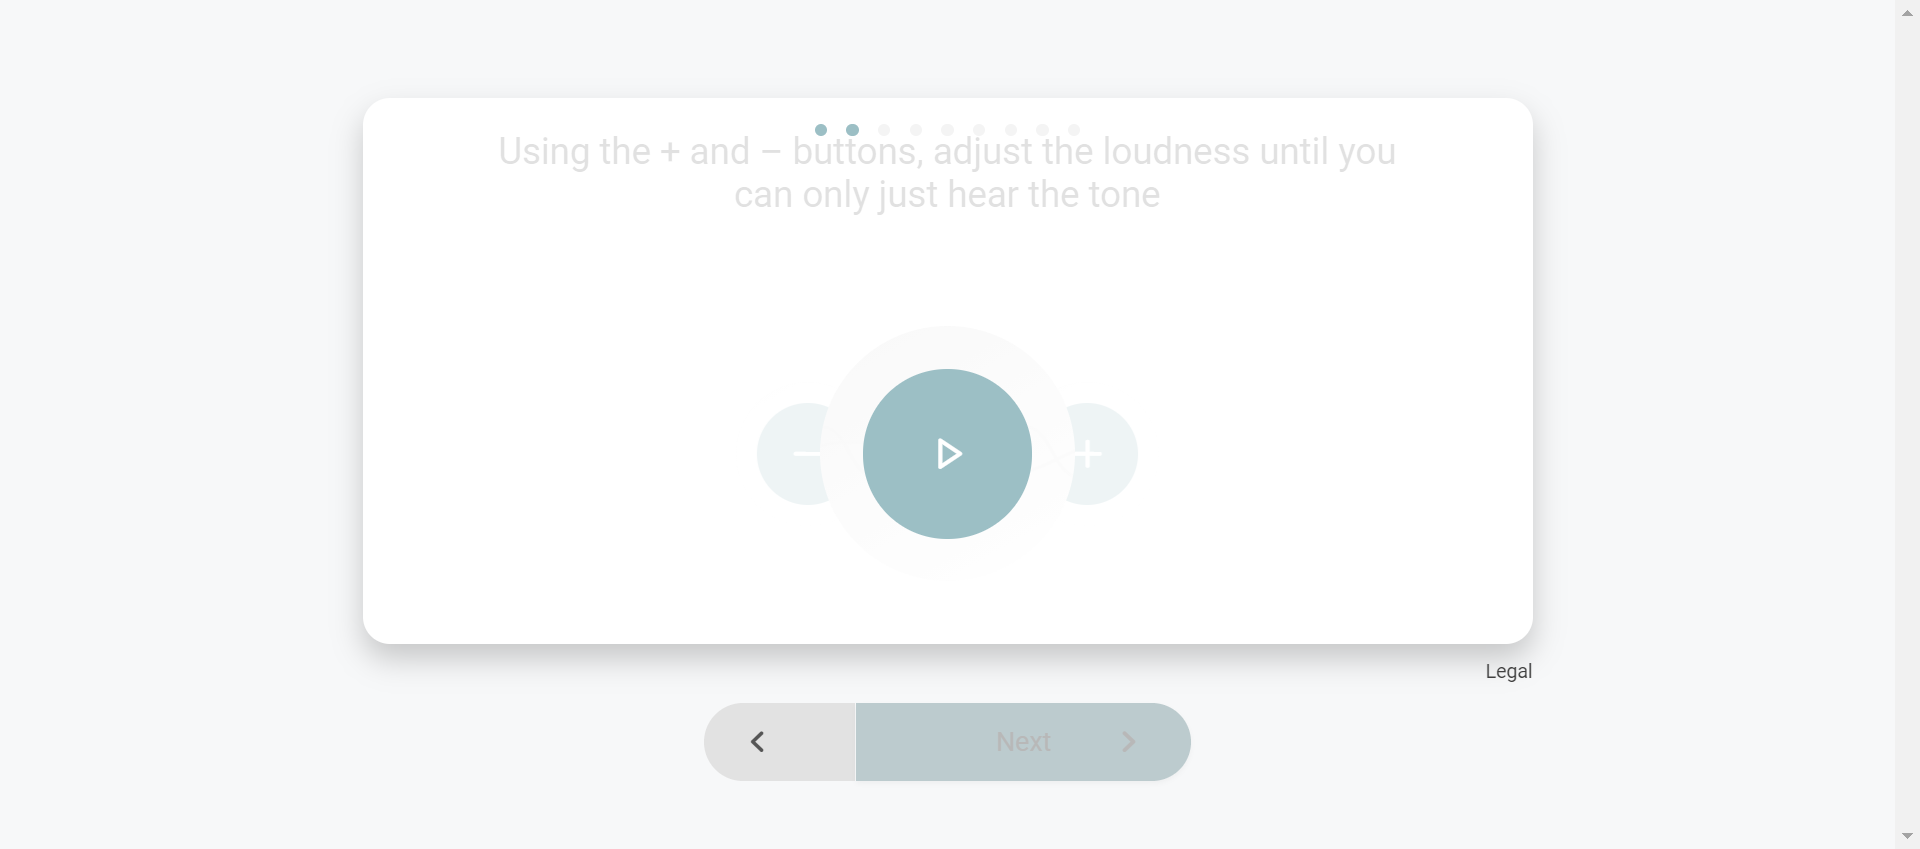 Using the + and – buttons, adjust the loudness until you
can only just hear the tone
Legal
Next